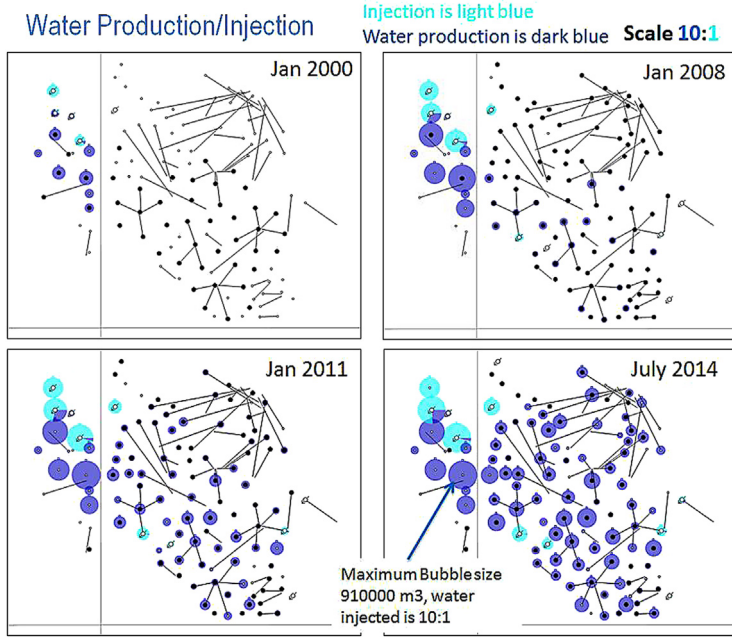 Water Production/Injection
Injection is light blue
Water production is dark blue
Scale 10:1
Jan 2000
Jan 2008
Jan 2011
July 2014
Maximum Bubble size
910000 m3, water
injected is 10:1